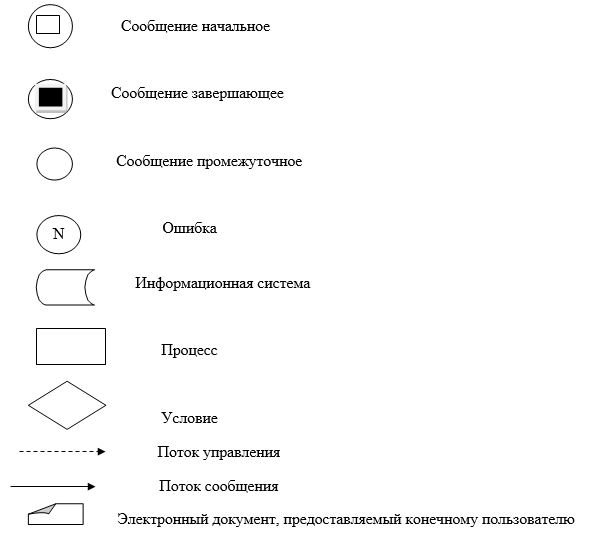 Сообщение начальное
Сообщение завершающее
Сообщение промежуточное
N Ошибка
Информационная система
Процесс
Условие
Поток управления
Поток сообщения
Электронный документ, предоставляемый конечному пользователю